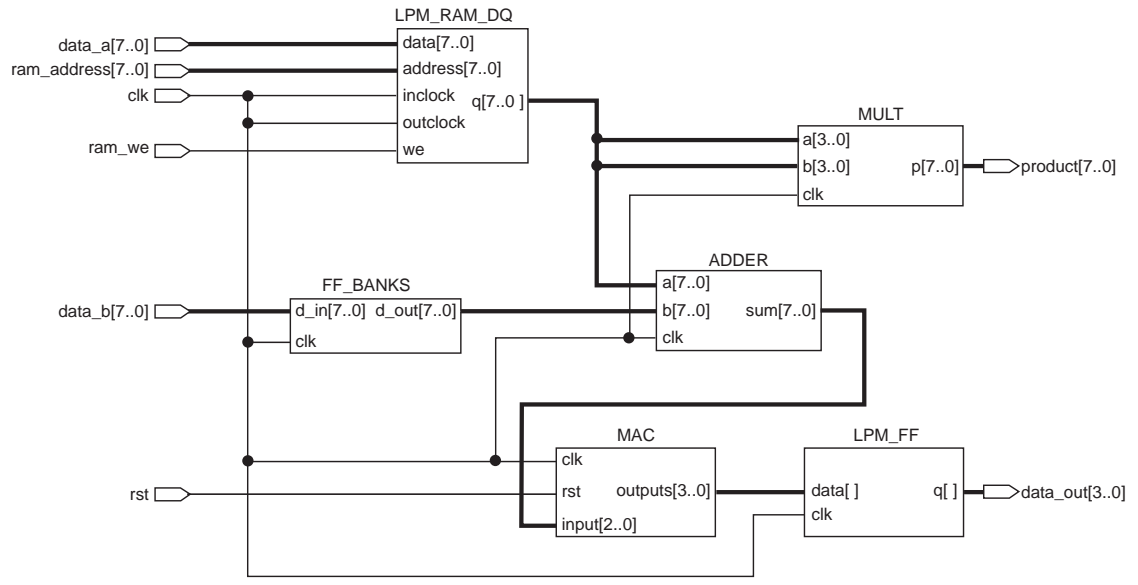 LPM_RAM_DQ
data_a[7..0]
data[7..0]
ram_address[7..0]
address[7..0]
clk
inclock
q[7..0 ]
outclock
ram_we
we
MULT
a[3..0]
b[3..0]
p[7..0]
product[7..0]
clk
ADDER
FF_BANKS
a[7..0]
data_b[7..0]
d_in[7..0]
d_out[7..0]
b[7..0]
sum[7..0]
clk
clk
MAC
LPM_FF
clk
rst
rst
outputs[3..0]
data[ ]
q[ ]
data_out[3..0]
clk
input[2..0]